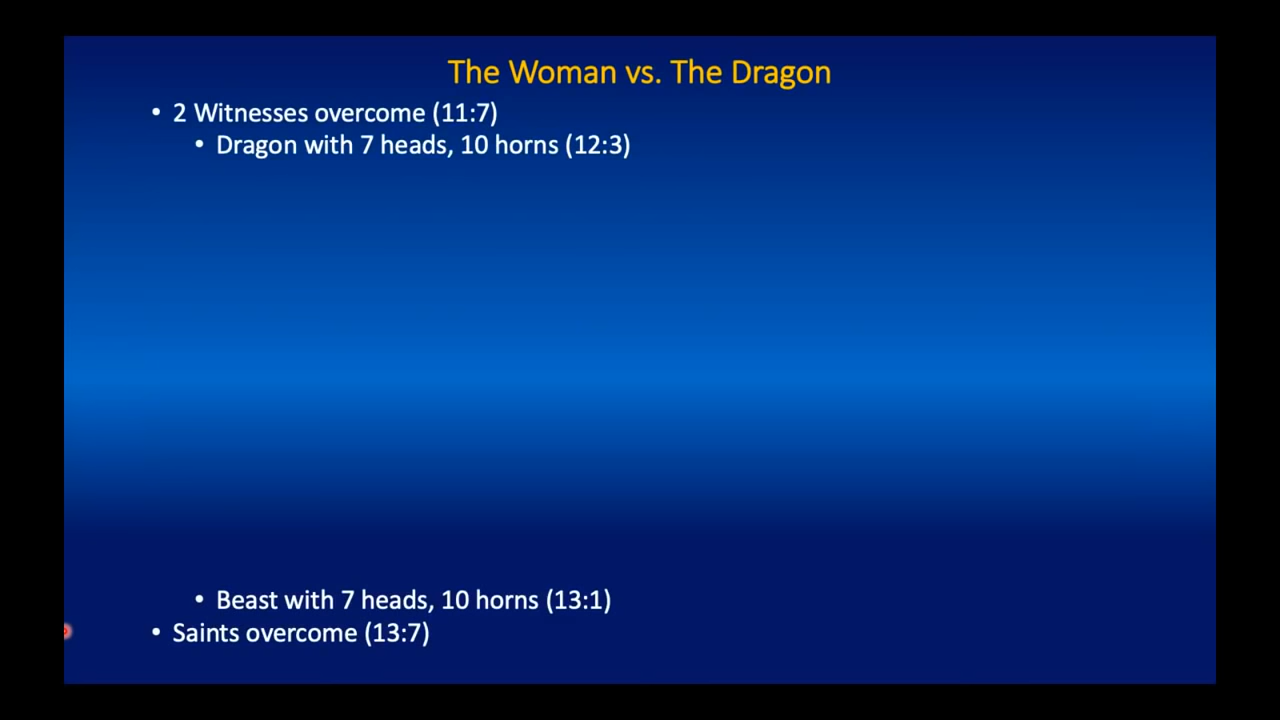 The Woman vs. The Dragon
• 2 Witnesses overcome (11:7)
• Dragon with 7 heads, 10 horns (12:3)
• Beast with 7 heads, 10 horns (13:1)
• Saints overcome (13:7)